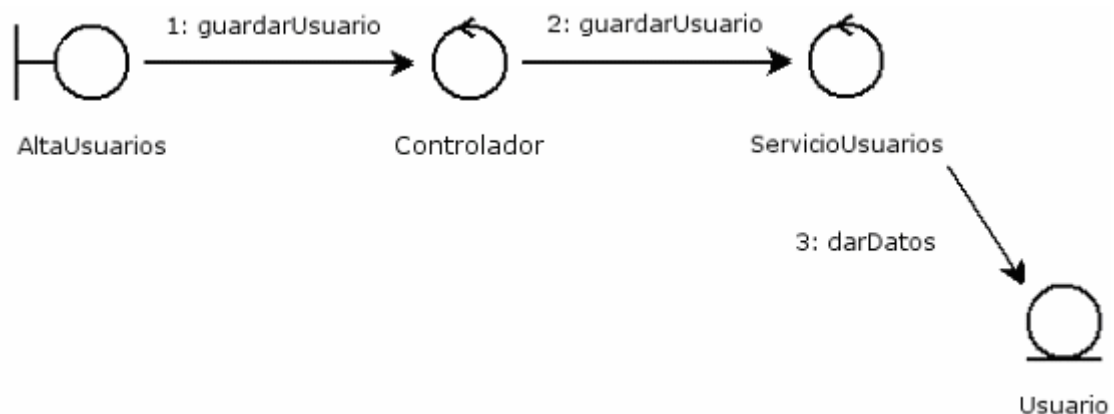 1: guardarUsuario
2: guardarUsuario
AltaUsuarios
Controlador
ServicioUsuarios
3: darDatos
Usuario